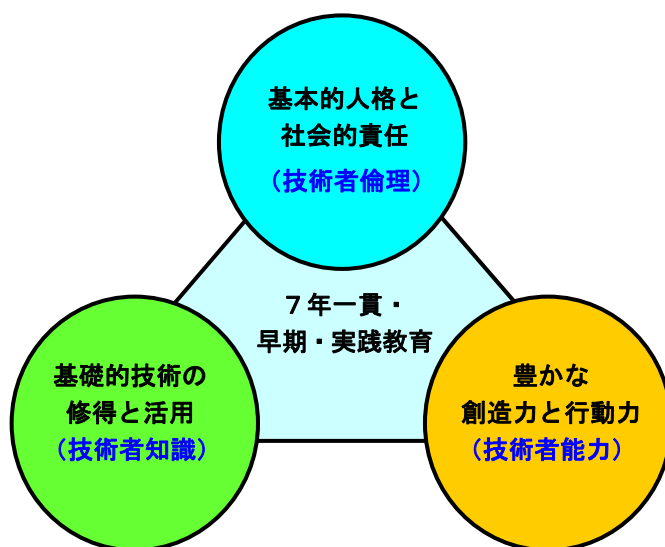 基本的人格と
社会的責任
（技術者倫理）
７年一貫・
早期・実践教育
基礎的技術の
修得と活用
（技術者知識）
豊かな
創造力と行動力
（技術者能力）